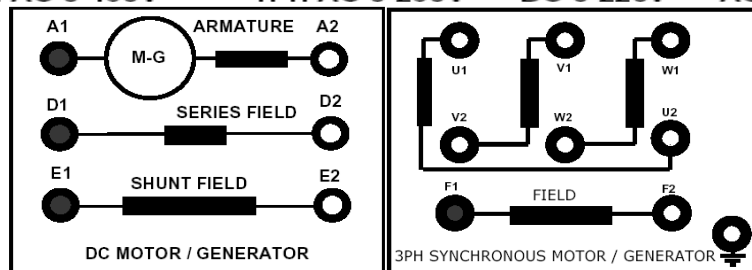 A1 ARMATURE A2
M-G
D1 SERIES FIELD D2
E1 SHUNT FIELD E2
DC MOTOR / GENERATOR
U1 V1 W1
V2 W2 U2
F1 FIELD F2
3PH SYNCHRONOUS MOTOR / GENERATOR